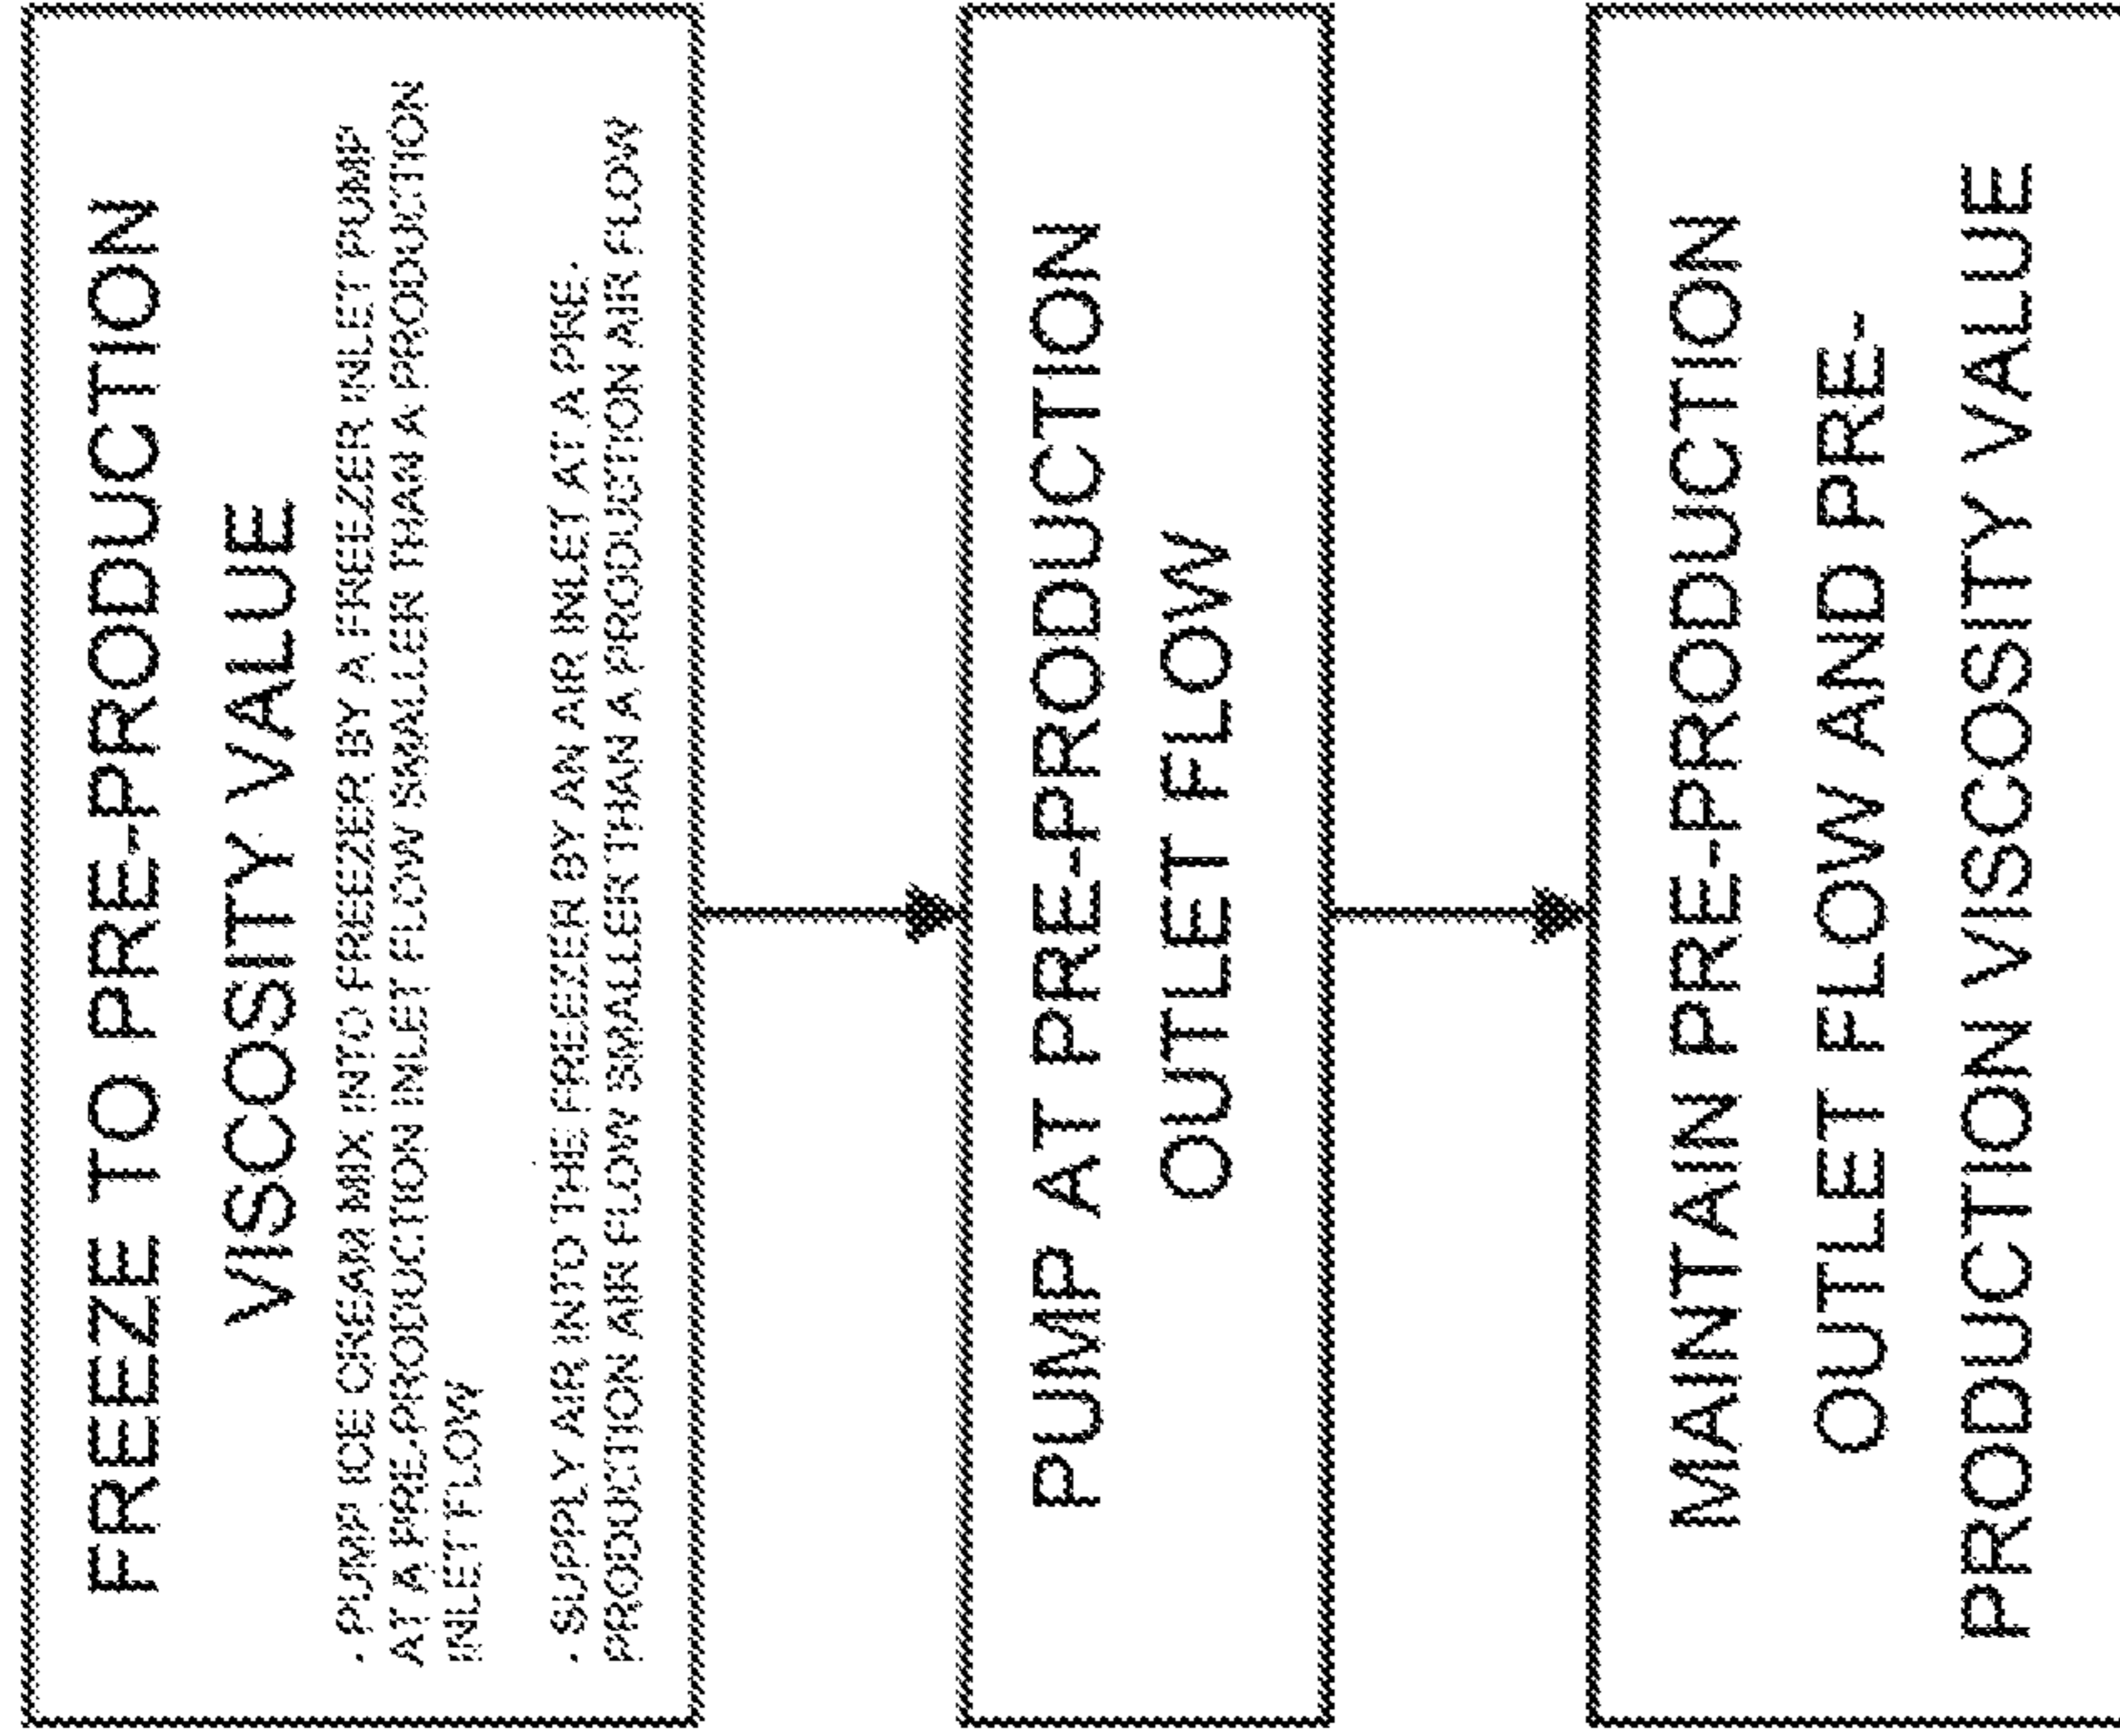 FREEZE TO PRE-PRODUCTION
VISCOSITY VALUE
· PUMP ICE CREAM MIX INTO FREEZER BY A FREEZER INLET PUMP
AT A PRE-PRODUCTION INLET FLOW SMALLER THAN A PRODUCTION
INLET FLOW
· SUPPLY AIR INTO THE FREEZER BY AN AIR INLET AT A PRE-
PRODUCTION AIR FLOW SMALLER THAN A PRODUCTION AIR FLOW
PUMP AT PRE-PRODUCTION
OUTLET FLOW
MAINTAIN PRE-PRODUCTION
OUTLET FLOW AND PRE-
PRODUCTION VISCOSITY VALUE